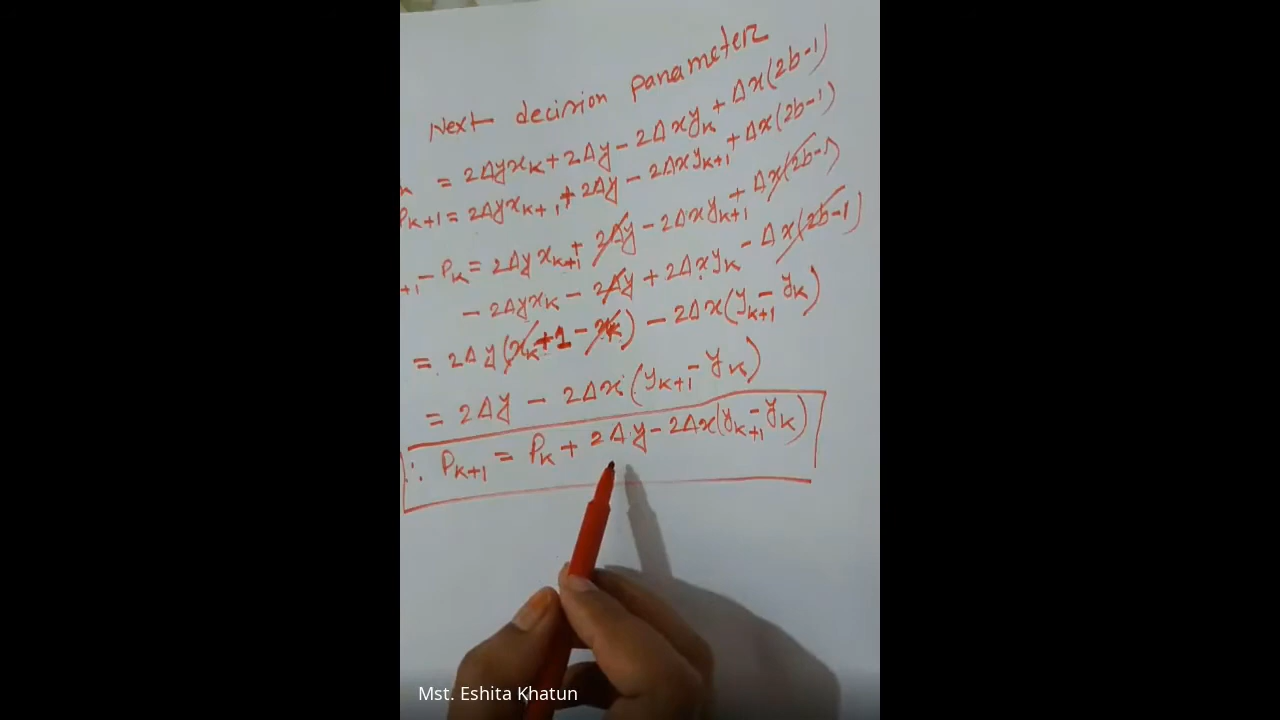 Next decision parameter
= 2Δyxₖ + 2Δy - 2Δxyₖ + Δx(2b-1)
Pₖ₊₁ = 2Δyxₖ₊₁ + 2Δy - 2Δxyₖ₊₁ + Δx(2b-1)
₊₁ - Pₖ = 2Δyxₖ₊₁ + 2Δy - 2Δxyₖ₊₁ + Δx(2b-1)
- 2Δyxₖ - 2Δy + 2Δxyₖ - Δx(2b-1)
= 2Δy(xₖ+1-xₖ) - 2Δx(yₖ₊₁ - yₖ)
= 2Δy - 2Δx(yₖ₊₁ - yₖ)
∴ Pₖ₊₁ = Pₖ + 2Δy - 2Δx(yₖ₊₁ - yₖ)
Mst. Eshita Khatun